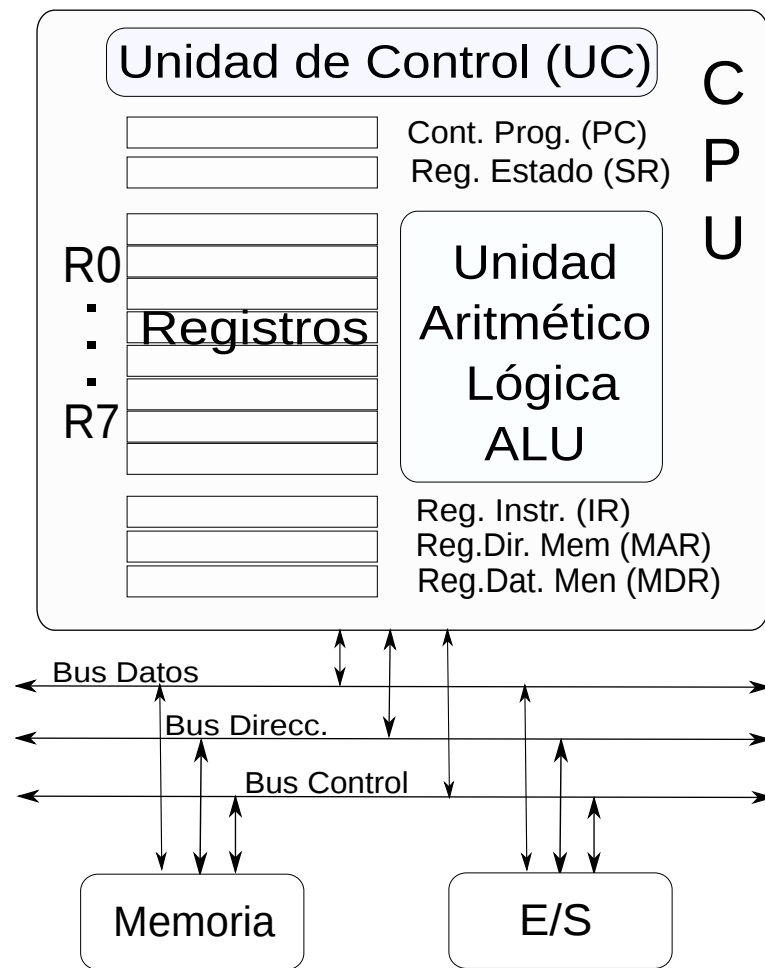 Unidad de Control (UC)
C
P
U
Cont. Prog. (PC)
Reg. Estado (SR)
R0
R7
Registros
Unidad
Aritmético
Lógica
ALU
Reg. Instr. (IR)
Reg.Dir. Mem (MAR)
Reg.Dat. Men (MDR)
Bus Datos
Bus Direcc.
Bus Control
Memoria
E/S